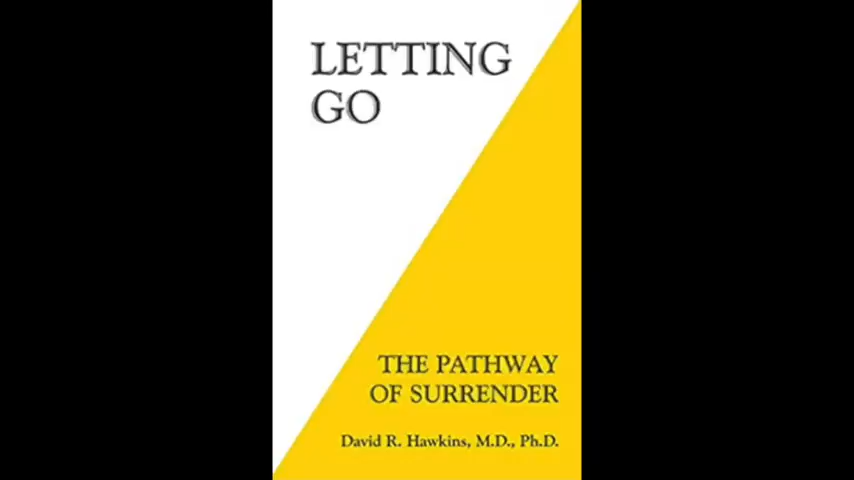 LETTING
GO
THE PATHWAY
OF SURRENDER
David R. Hawkins, M.D., Ph.D.